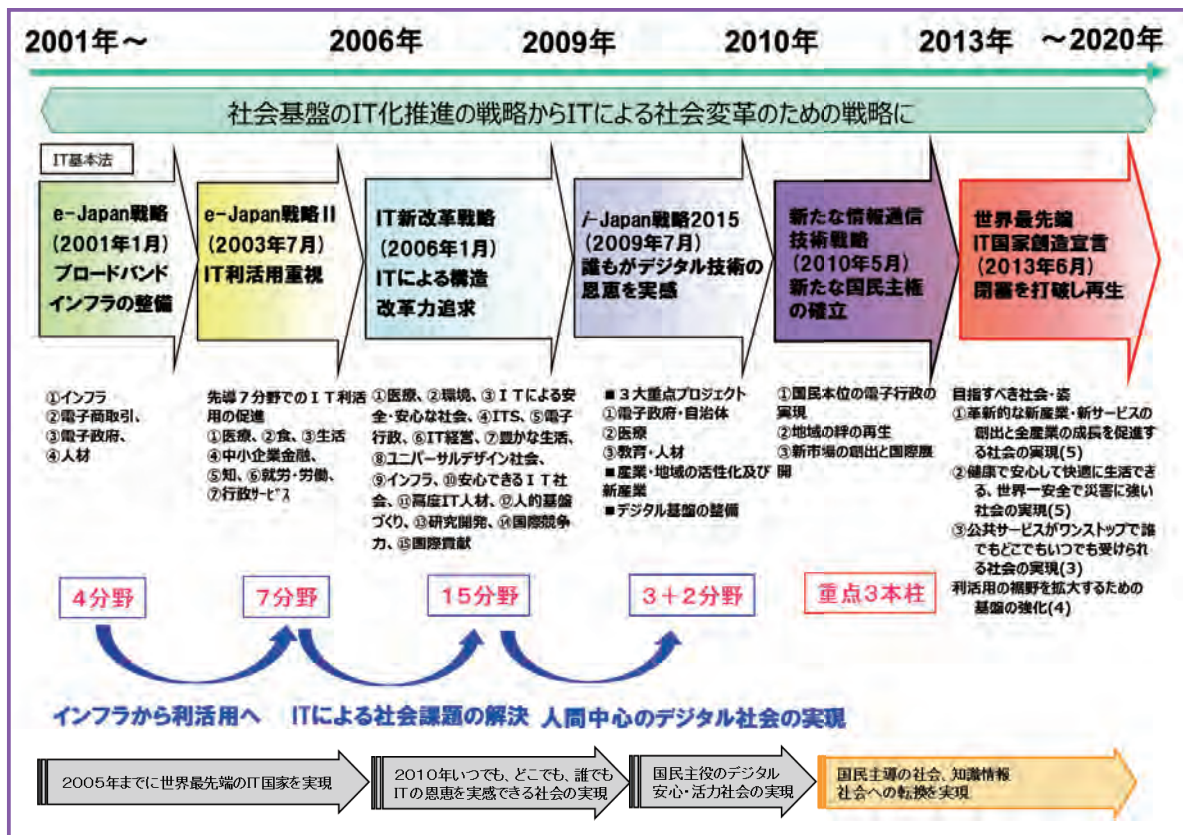 2001年～
2006年
2009年
2010年
2013年
～2020年
社会基盤のIT化推進の戦略からITによる社会変革のための戦略に
IT基本法
e-Japan戦略
(2001年1月)
ブロードバンド
インフラの整備
e-Japan戦略II
(2003年7月)
IT利活用重視
IT新改革戦略
(2006年1月)
ITによる構造
改革力追求
i-Japan戦略2015
(2009年7月)
誰もがデジタル技術の
恩恵を実感
新たな情報通信
技術戦略
(2010年5月)
新たな国民主権
の確立
世界最先端
IT国家創造宣言
(2013年6月)
閉塞を打破し再生
①インフラ
②電子商取引、
③電子政府、
④人材
先導７分野でのＩＴ利活
用の促進
①医療、②食、③生活
④中小企業金融、
⑤知、⑥就労・労働、
⑦行政ｻｰﾋﾞｽ
①医療、②環境、③ＩＴによる安
全・安心な社会、④ITS、⑤電子
行政、⑥IT経営、⑦豊かな生活、
⑧ユニバーサルデザイン社会、
⑨インフラ、⑩安心できるＩＴ社
会、⑪高度IT人材、⑫人的基盤
づくり、⑬研究開発、⑭国際競争
力、⑮国際貢献
■３大重点プロジェクト
①電子政府・自治体
②医療
③教育・人材
■産業・地域の活性化及び
新産業
■デジタル基盤の整備
①国民本位の電子行政の
実現
②地域の絆の再生
③新市場の創出と国際展
開
目指すべき社会・姿
①革新的な新産業・新サービスの
創出と全産業の成長を促進す
る社会の実現(5)
②健康で安心して快適に生活でき
る、世界一安全で災害に強い
社会の実現(5)
③公共サービスがワンストップで誰
でもどこでもいつでも受けられ
る社会の実現(3)
利活用の裾野を拡大するための
基盤の強化(4)
４分野
７分野
１５分野
３＋２分野
重点３本柱
インフラから利活用へ
ITによる社会課題の解決
人間中心のデジタル社会の実現
2005年までに世界最先端のIT国家を実現
2010年いつでも、どこでも、誰でも
ITの恩恵を実感できる社会の実現
国民主役のデジタル
安心・活力社会の実現
国民主導の社会、知識情報
社会への転換を実現